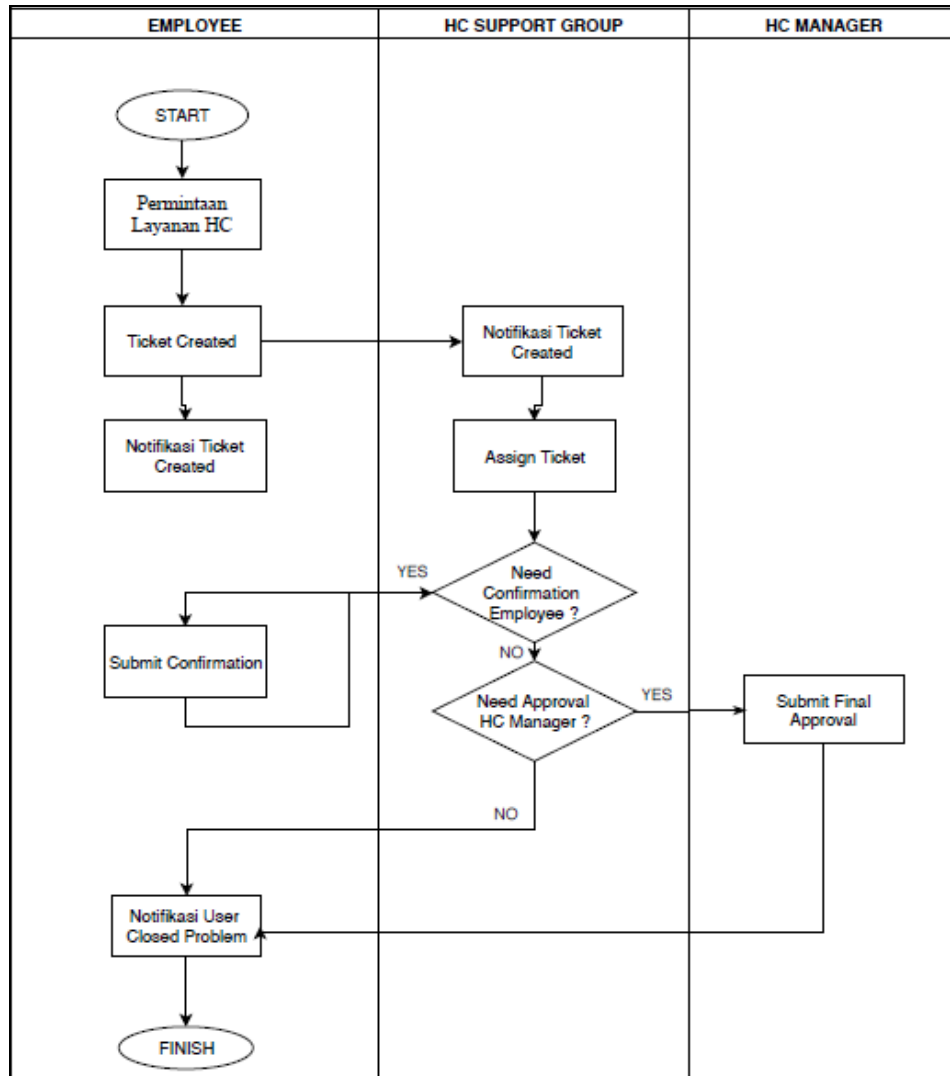 EMPLOYEE
HC SUPPORT GROUP
HC MANAGER
START
Permintaan
Layanan HC
Ticket Created
Notifikasi Ticket
Created
Notifikasi Ticket
Created
Assign Ticket
YES
Need
Confirmation
Employee ?
Submit Confirmation
NO
Need Approval
HC Manager ?
YES
Submit Final
Approval
NO
Notifikasi User
Closed Problem
FINISH